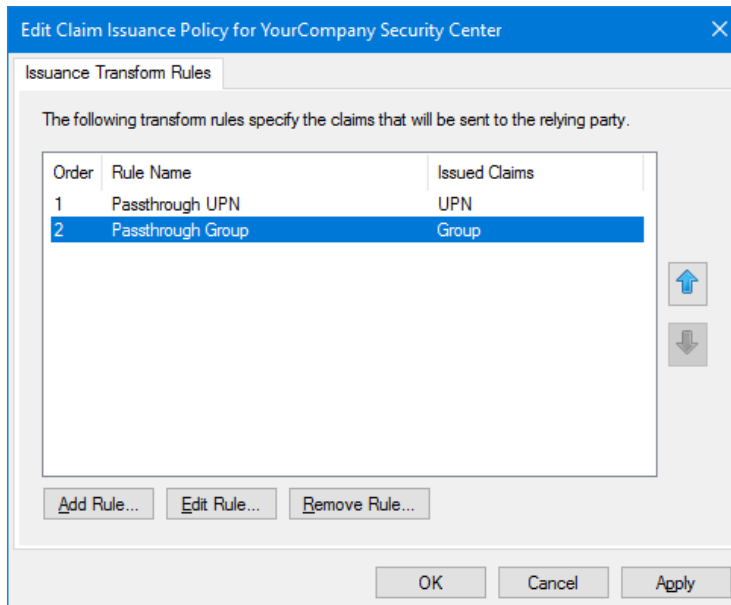 Edit Claim Issuance Policy for YourCompany Security Center
Issuance Transform Rules
The following transform rules specify the claims that will be sent to the relying party.
Order Rule Name Issued Claims
1 Passthrough UPN UPN
2 Passthrough Group Group
Add Rule... Edit Rule... Remove Rule...
OK Cancel Apply